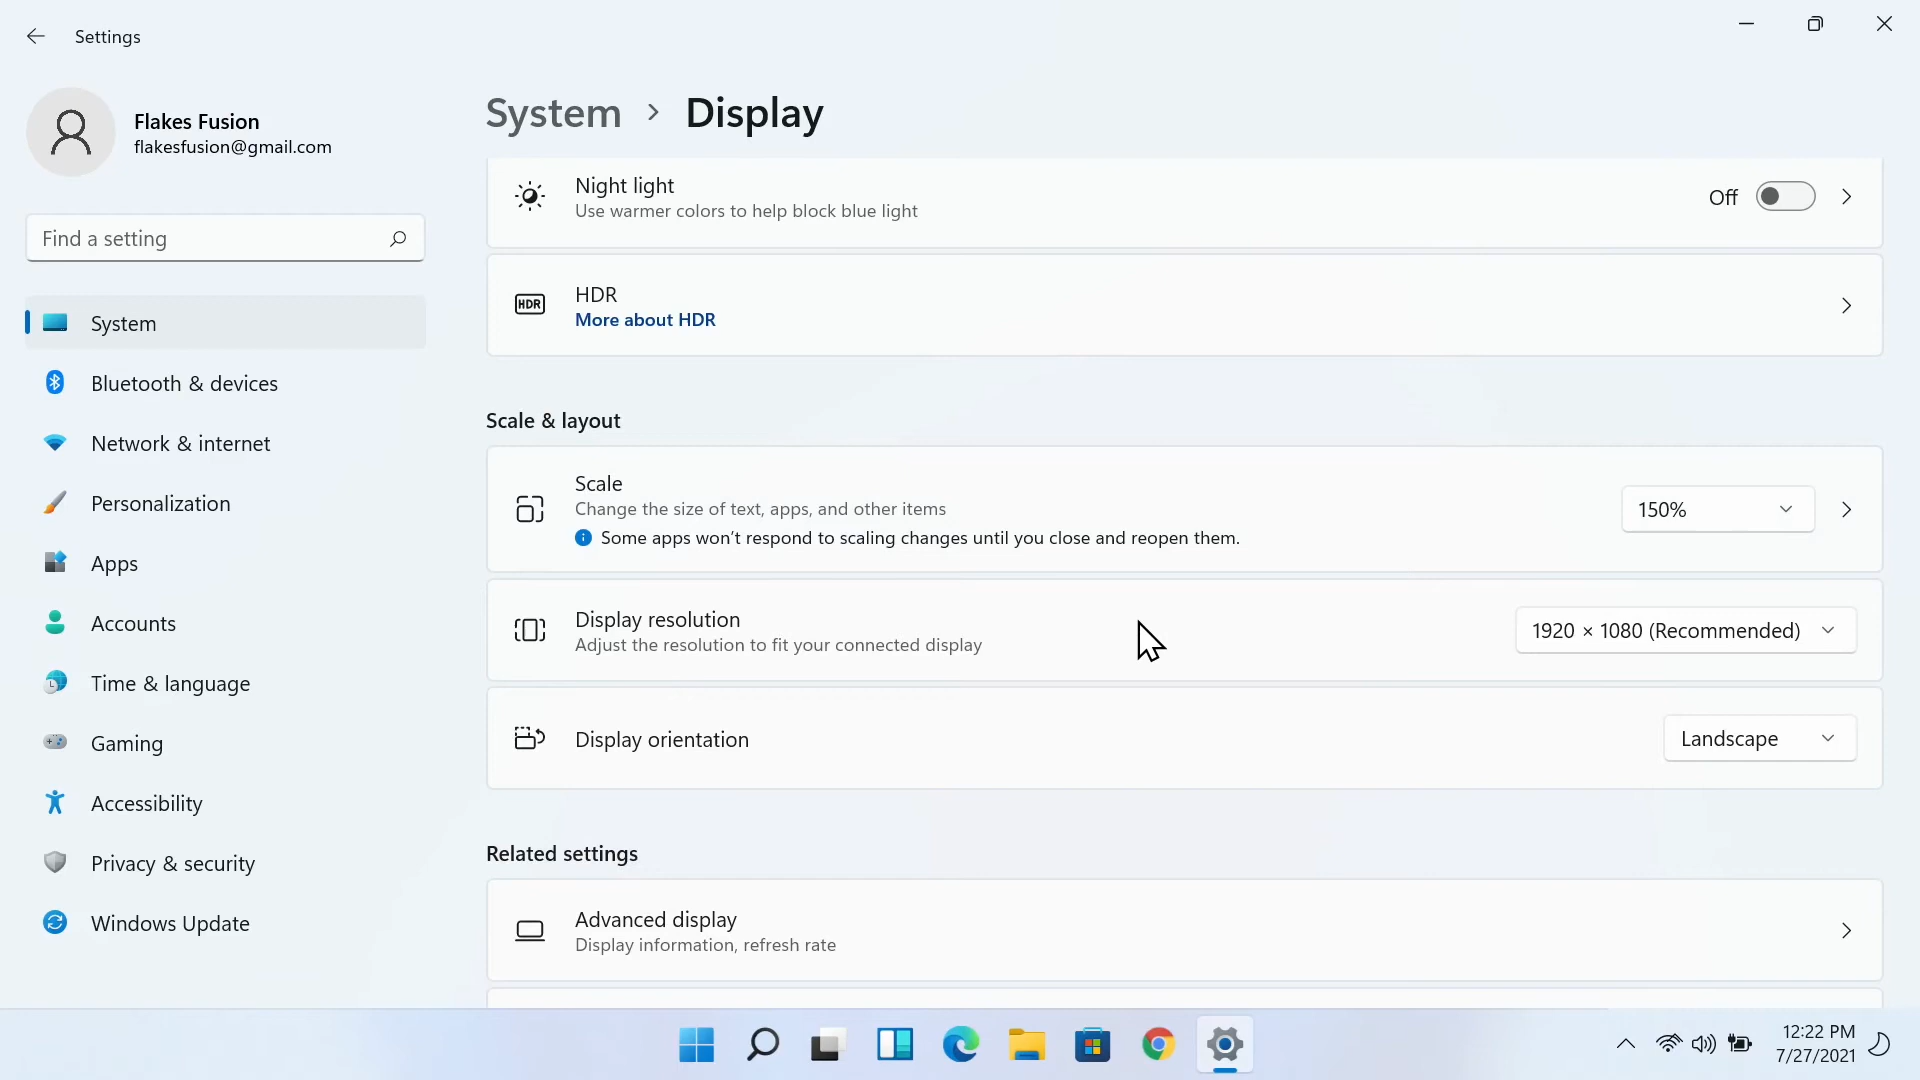 Settings
Flakes Fusion
flakesfusion@gmail.com
Find a setting
System
Bluetooth & devices
Network & internet
Personalization
Apps
Accounts
Time & language
Gaming
Accessibility
Privacy & security
Windows Update
System > Display
Night light
Use warmer colors to help block blue light
Off
HDR
HDR
More about HDR
Scale & layout
Scale
Change the size of text, apps, and other items
Some apps won't respond to scaling changes until you close and reopen them.
150%
Display resolution
Adjust the resolution to fit your connected display
1920 × 1080 (Recommended)
Display orientation
Landscape
Related settings
Advanced display
Display information, refresh rate
12:22 PM
7/27/2021